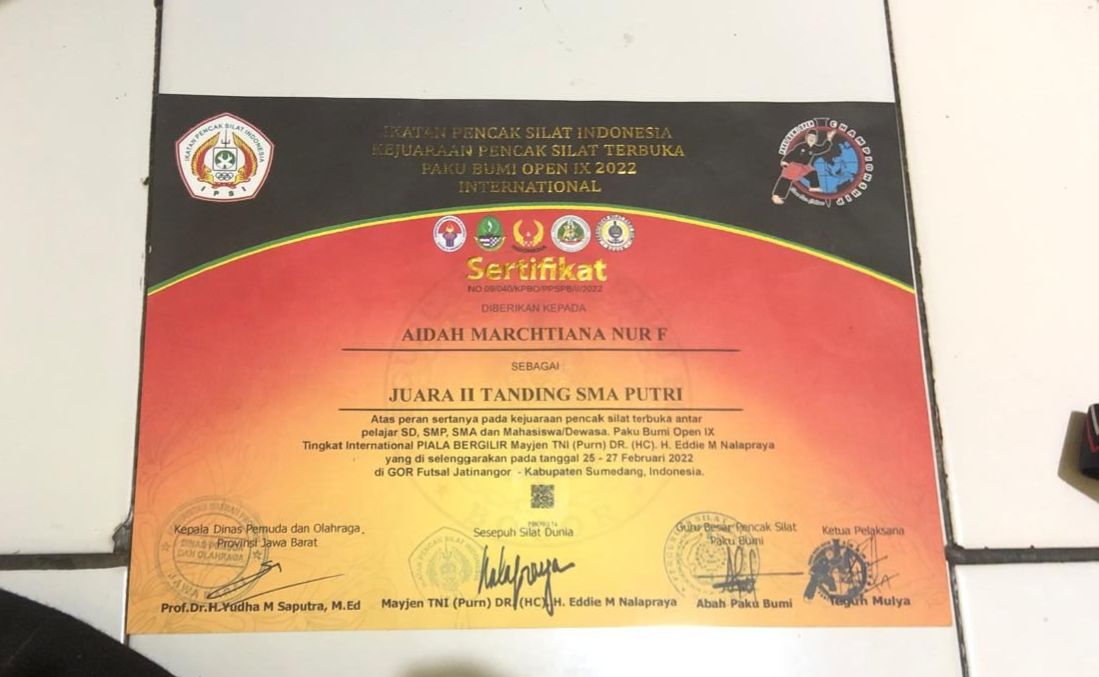 IKATAN PENCAK SILAT INDONESIA
I P S I
IKATAN PENCAK SILAT INDONESIA
KEJUARAAN PENCAK SILAT TERBUKA
PAKU BUMI OPEN IX 2022
INTERNATIONAL
CHAMPIONSHIP
Sertifikat
NO.09/040/KPBO/PPSPB/II/2022
DIBERIKAN KEPADA
AIDAH MARCHTIANA NUR F
SEBAGAI :
JUARA II TANDING SMA PUTRI
Atas peran sertanya pada kejuaraan pencak silat terbuka antar
pelajar SD, SMP, SMA dan Mahasiswa/Dewasa. Paku Bumi Open IX
Tingkat International PIALA BERGILIR Mayjen TNI (Purn) DR. (HC). H. Eddie M Nalapraya
yang di selenggarakan pada tanggal 25 - 27 Februari 2022
di GOR Futsal Jatinangor - Kabupaten Sumedang, Indonesia.
Kepala Dinas Pemuda dan Olahraga
Provinsi Jawa Barat
Prof.Dr.H.Yudha M Saputra, M.Ed
Sesepuh Silat Dunia
Nalapraya
Mayjen TNI (Purn) DR (HC). H. Eddie M Nalapraya
Guru Besar Pencak Silat
Paku Bumi
Abah Paku Bumi
Ketua Pelaksana
Teguh Mulya